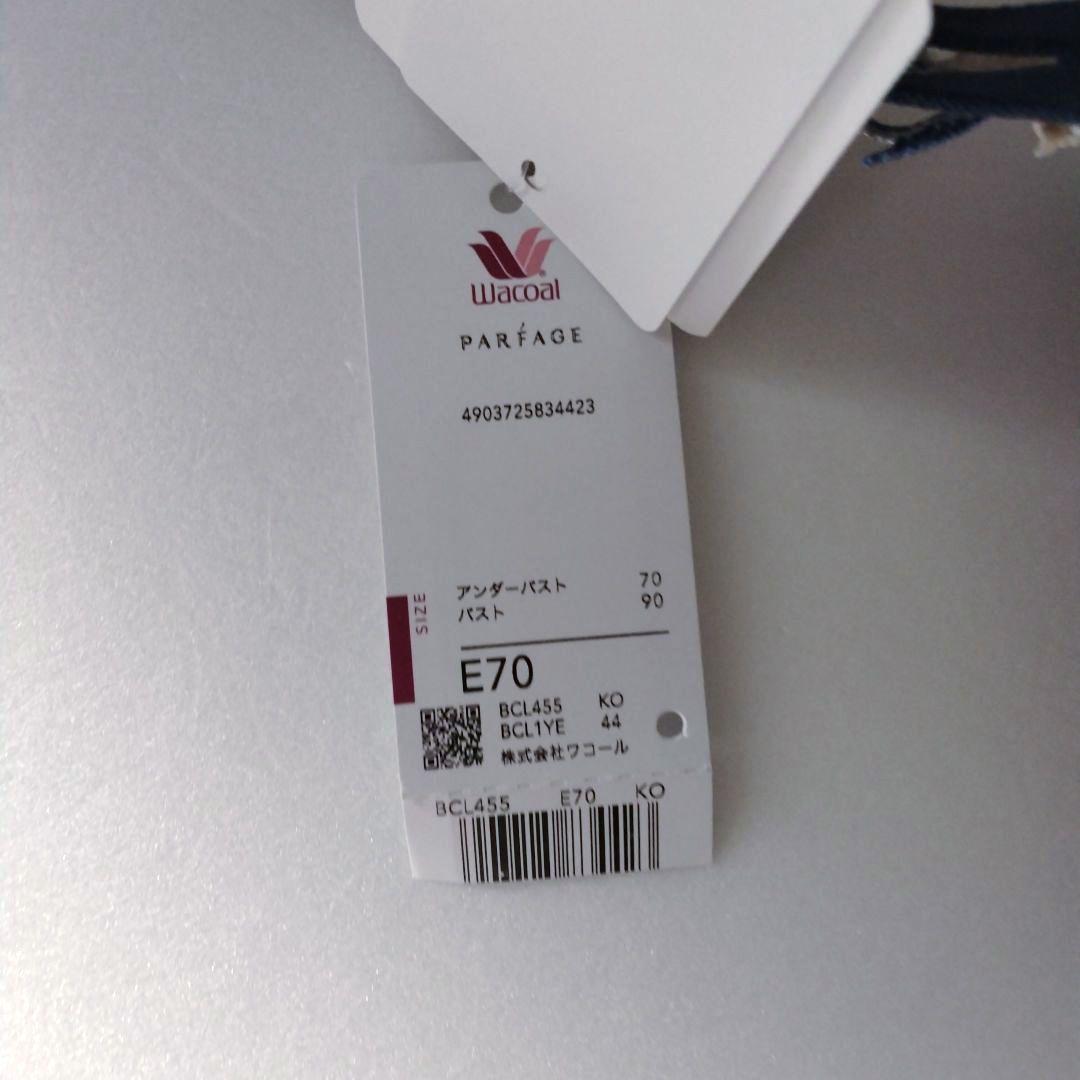 Wacoal
PARFAGE
4903725834423
アンダーバスト 70
バスト 90
SIZE
E70
BCL455 KO
BCL1YE 44
株式会社ワコール
BCL455 E70 KO